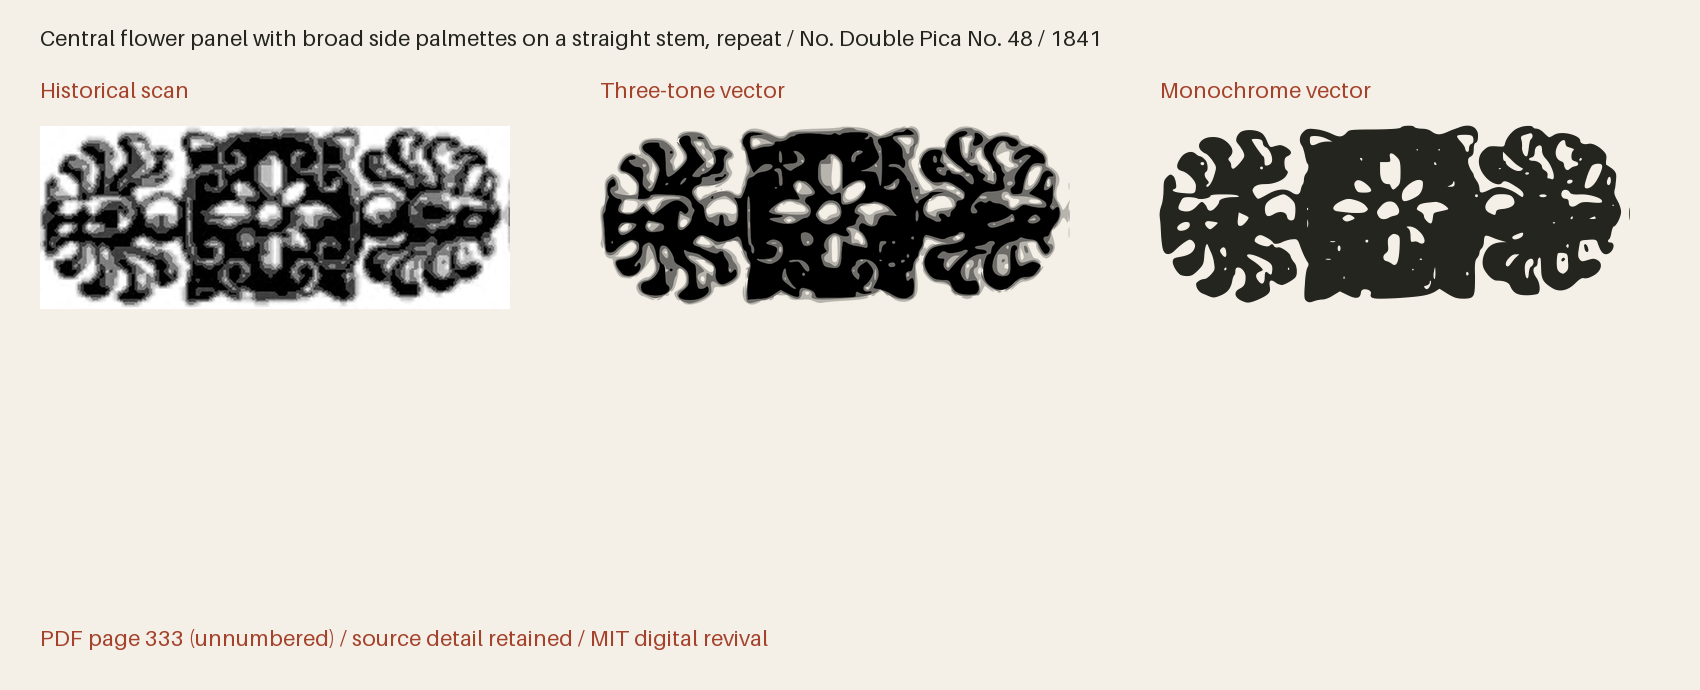 Central flower panel with broad side palmettes on a straight stem, repeat / No. Double Pica No. 48 / 1841
Historical scan
Three-tone vector
Monochrome vector
PDF page 333 (unnumbered) / source detail retained / MIT digital revival